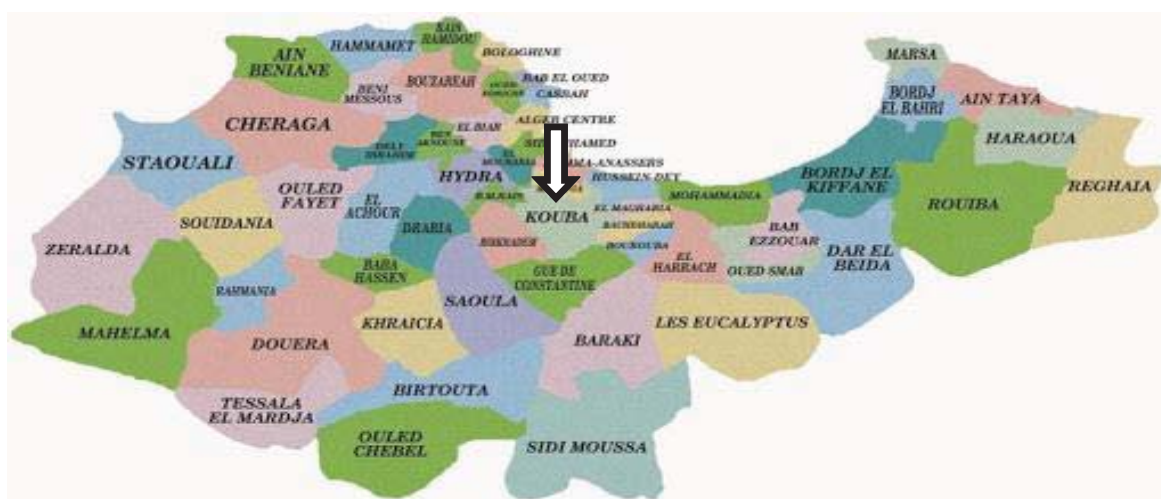 HAMMAMET
RAIS
HAMIDOU
BOLOGHINE
AIN
BENIANE
BENI
MESSOUS
BOUZAREAH
BAB EL OUED
CASBAH
MARSA
BORDJ
EL BAHRI
AIN TAYA
CHERAGA
EL BIAR
ALGER CENTRE
HARAOUA
STAOUALI
HYDRA
HUSSEIN-DEY
BORDJ EL
KIFFANE
REGHAIA
OULED
FAYET
EL
ACHOUR
MOHAMMADIA
ROUIBA
SOUIDANIA
DRARIA
KOUBA
EL MAGHARIA
BAB
EZZOUAR
ZERALDA
EL
HARRACH
DAR EL
BEIDA
RAHMANIA
BABA
HASSEN
SAOULA
GUE DE
CONSTANTINE
OUED SMAR
MAHELMA
DOUERA
KHRAICIA
BARAKI
LES EUCALYPTUS
TESSALA
EL MARDJA
BIRTOUTA
OULED
CHEBEL
SIDI MOUSSA